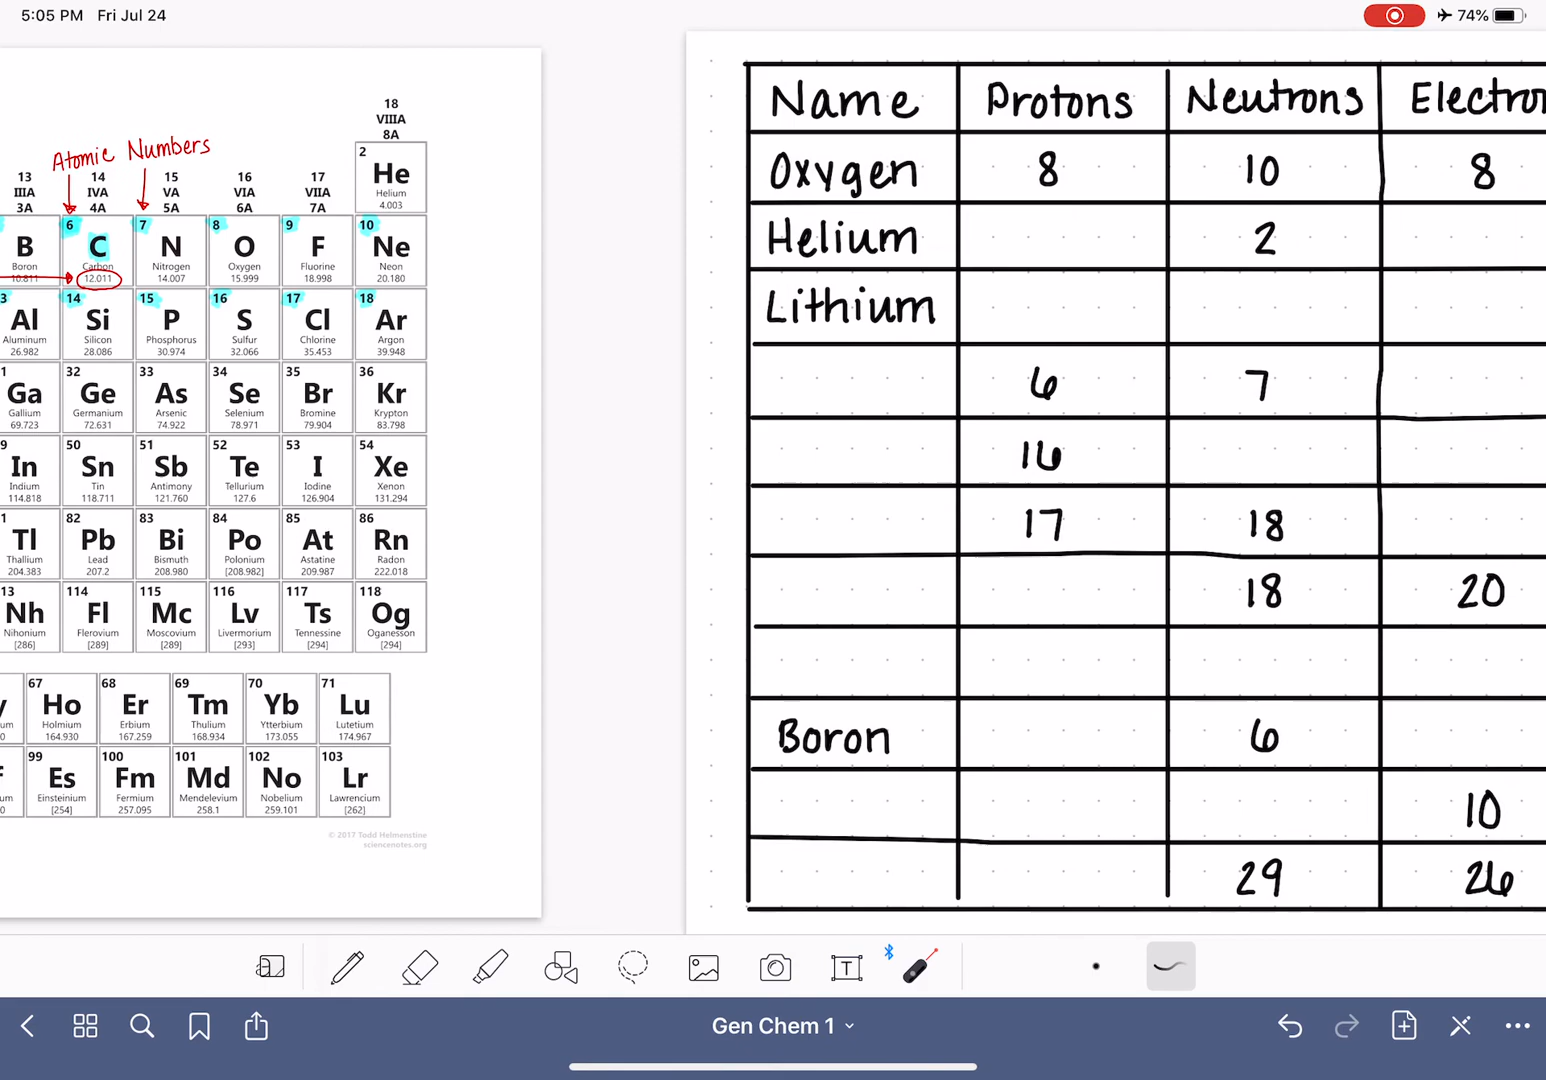 5:05 PM Fri Jul 24
74%
18
VIIIA
8A
Atomic Numbers
13
IIIA
3A
14
IVA
4A
15
VA
5A
16
VIA
6A
17
VIIA
7A
2
He
Helium
4.003
B
Boron
10.811
6
C
Carbon
12.011
7
N
Nitrogen
14.007
8
O
Oxygen
15.999
9
F
Fluorine
18.998
10
Ne
Neon
20.180
3
Al
Aluminum
26.982
14
Si
Silicon
28.086
15
P
Phosphorus
30.974
16
S
Sulfur
32.066
17
Cl
Chlorine
35.453
18
Ar
Argon
39.948
1
Ga
Gallium
69.723
32
Ge
Germanium
72.631
33
As
Arsenic
74.922
34
Se
Selenium
78.971
35
Br
Bromine
79.904
36
Kr
Krypton
83.798
9
In
Indium
114.818
50
Sn
Tin
118.711
51
Sb
Antimony
121.760
52
Te
Tellurium
127.6
53
I
Iodine
126.904
54
Xe
Xenon
131.294
1
Tl
Thallium
204.383
82
Pb
Lead
207.2
83
Bi
Bismuth
208.980
84
Po
Polonium
[208.982]
85
At
Astatine
209.987
86
Rn
Radon
222.018
13
Nh
Nihonium
[286]
114
Fl
Flerovium
[289]
115
Mc
Moscovium
[289]
116
Lv
Livermorium
[293]
117
Ts
Tennessine
[294]
118
Og
Oganesson
[294]
y
um
0
67
Ho
Holmium
164.930
68
Er
Erbium
167.259
69
Tm
Thulium
168.934
70
Yb
Ytterbium
173.055
71
Lu
Lutetium
174.967
f
um
0
99
Es
Einsteinium
[254]
100
Fm
Fermium
257.095
101
Md
Mendelevium
258.1
102
No
Nobelium
259.101
103
Lr
Lawrencium
[262]
© 2017 Todd Helmenstine
sciencenotes.org
Name Protons Neutrons Electron
Oxygen 8 10 8
Helium 2
Lithium
6 7
16
17 18
18 20
Boron 6
10
29 26
T
Gen Chem 1